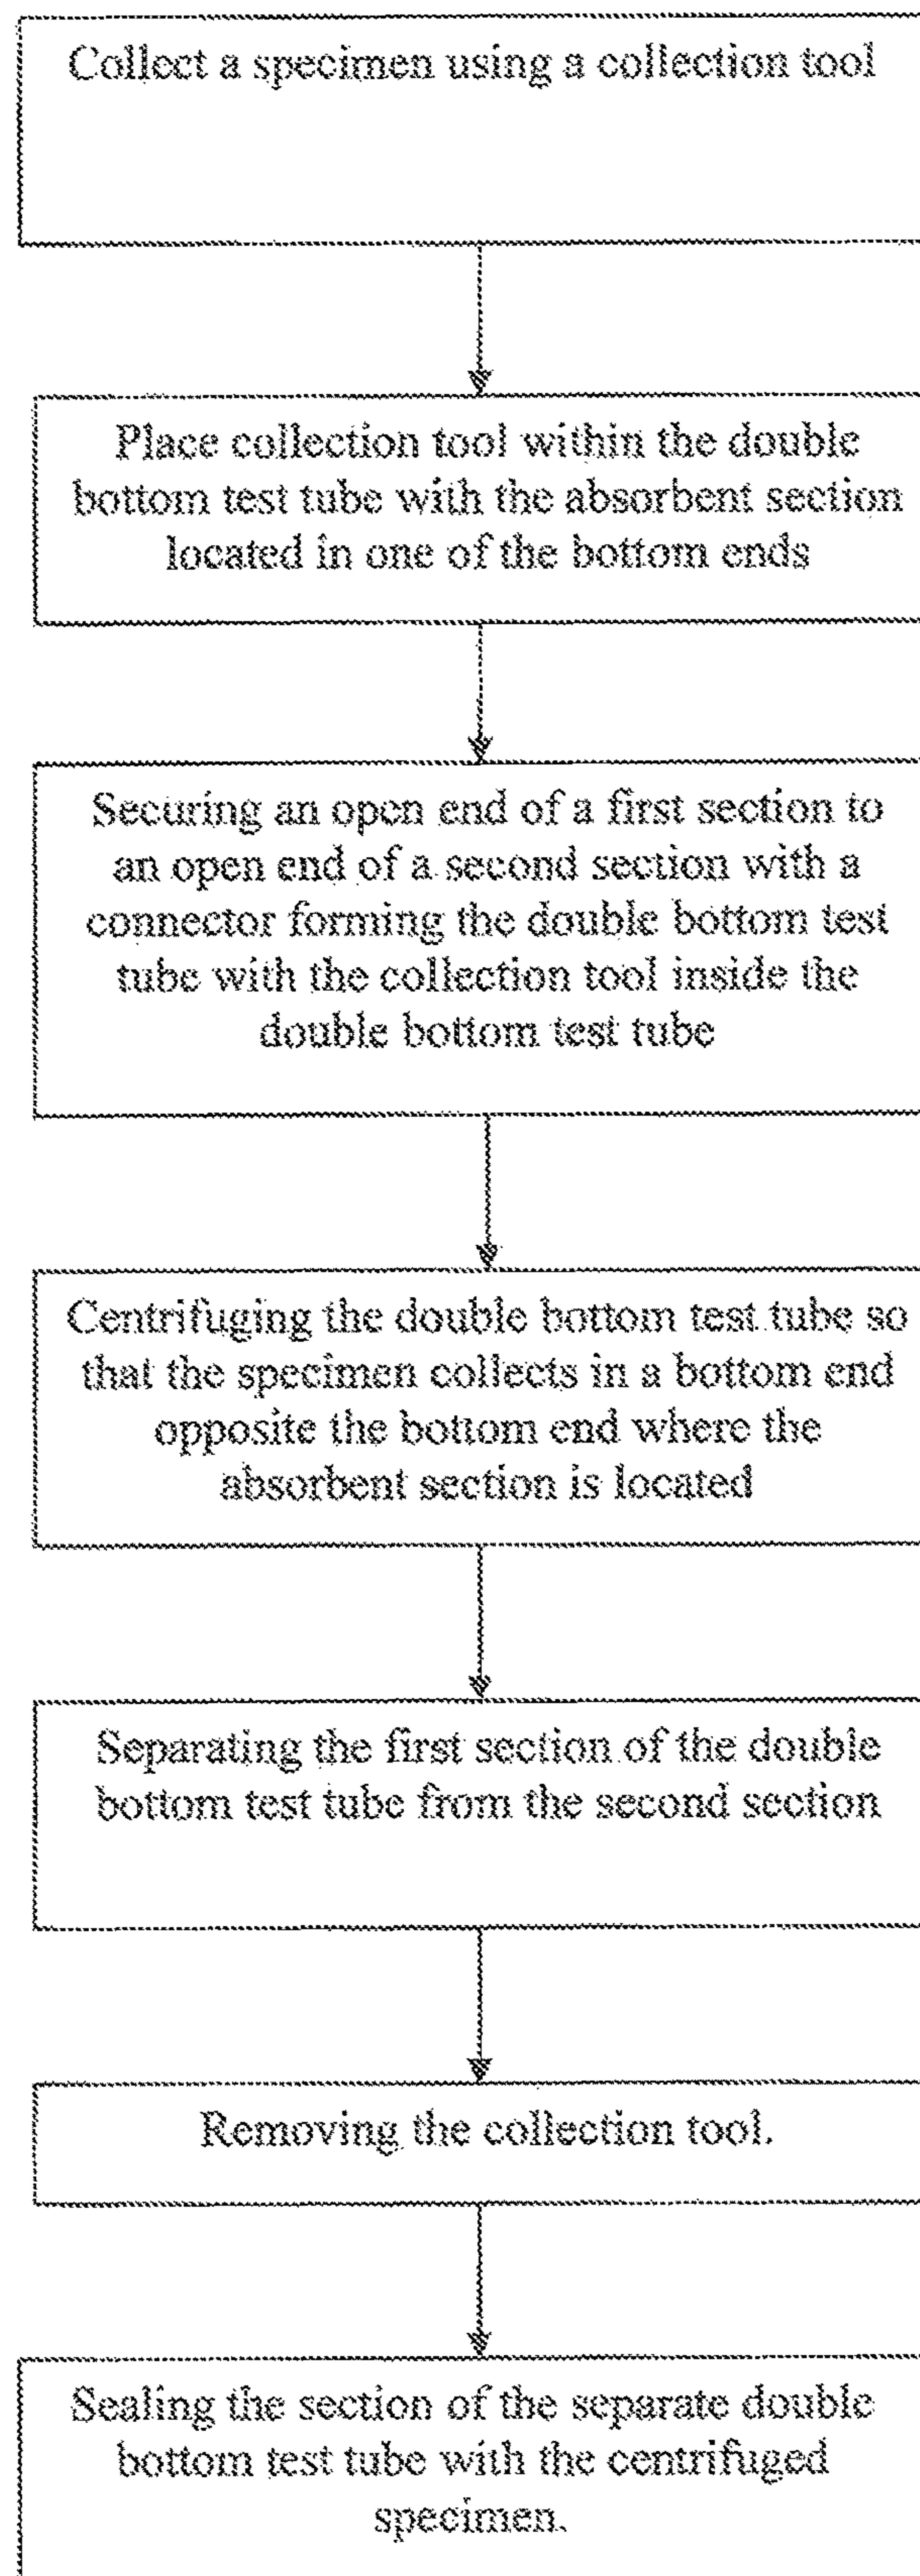 Collect a specimen using a collection tool
Place collection tool within the double
bottom test tube with the absorbent section
located in one of the bottom ends
Securing an open end of a first section to
an open end of a second section with a
connector forming the double bottom test
tube with the collection tool inside the
double bottom test tube
Centrifuging the double bottom test tube so
that the specimen collects in a bottom end
opposite the bottom end where the
absorbent section is located
Separating the first section of the double
bottom test tube from the second section
Removing the collection tool.
Sealing the section of the separate double
bottom test tube with the centrifuged
specimen.